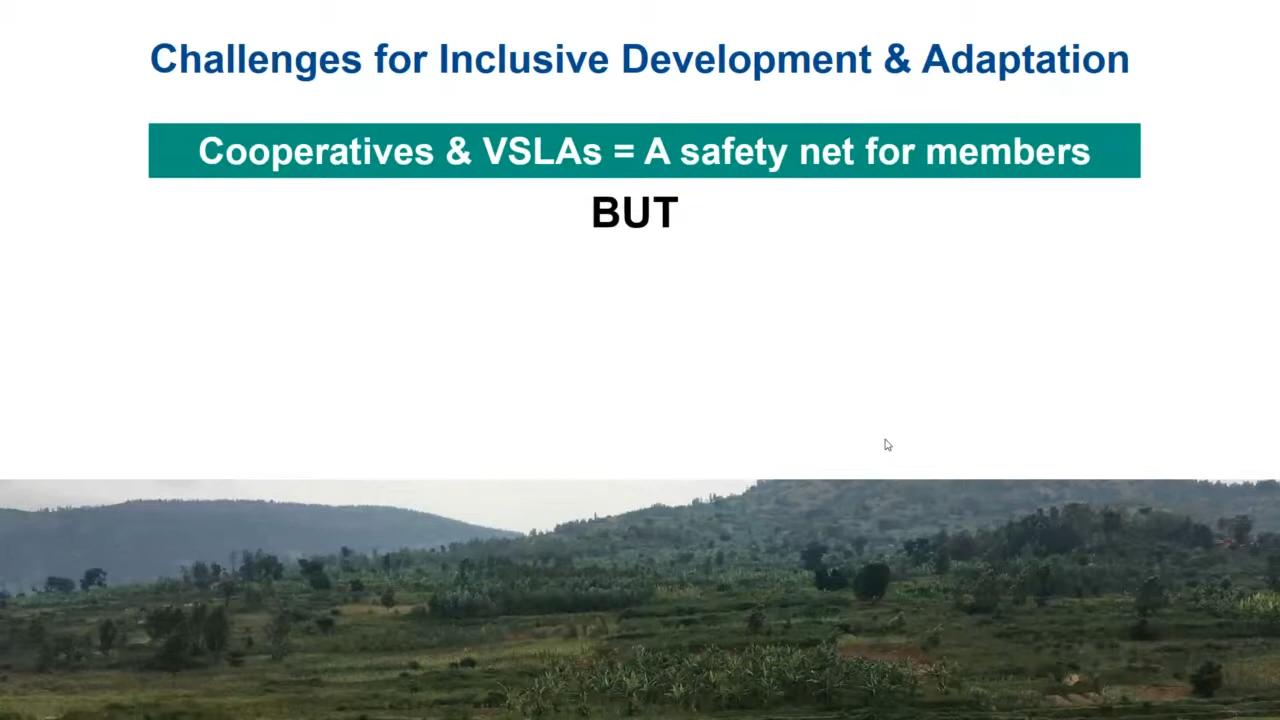 Challenges for Inclusive Development & Adaptation
Cooperatives & VSLAs = A safety net for members
BUT